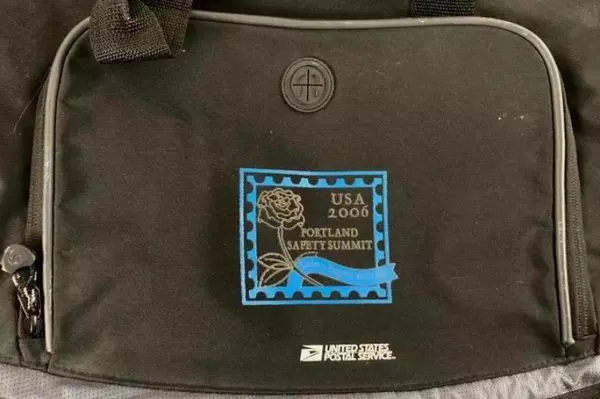 USA
2006
PORTLAND
SAFETY SUMMIT
UNITED STATES
POSTAL SERVICE